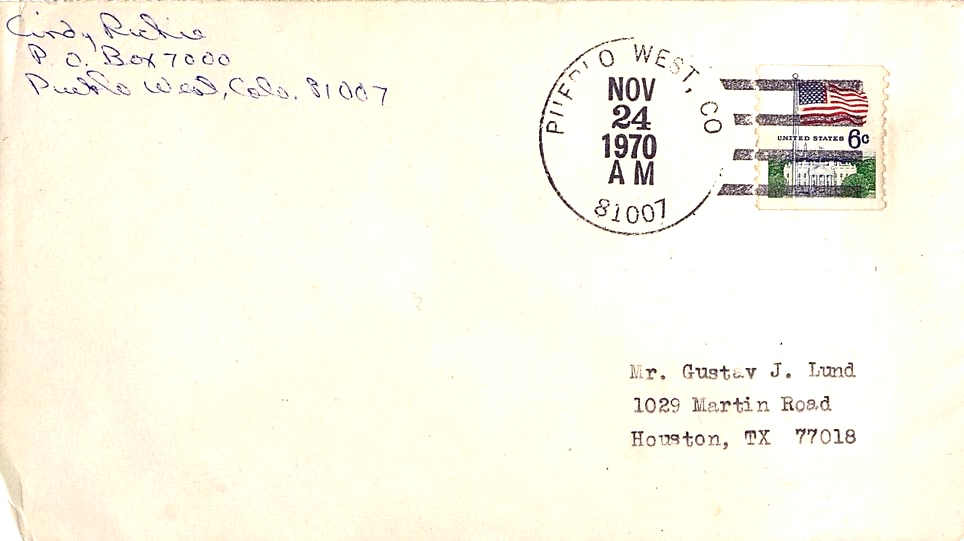 Cindy Richie
P. O. Box 7000
Pueblo West, Colo. 81007
PUEBLO WEST, CO
NOV
24
1970
AM
81007
UNITED STATES 6c
Mr. Gustav J. Lund
1029 Martin Road
Houston, TX 77018